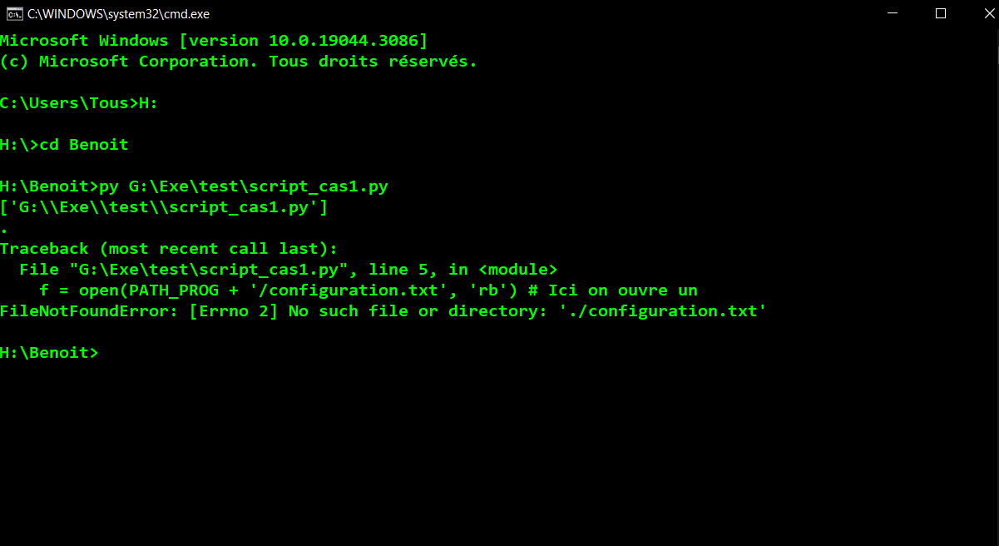 C:\WINDOWS\system32\cmd.exe
Microsoft Windows [version 10.0.19044.3086]
(c) Microsoft Corporation. Tous droits réservés.
C:\Users\Tous>H:
H:\>cd Benoit
H:\Benoit>py G:\Exe\test\script_cas1.py
['G:\\Exe\\test\\script_cas1.py']
.
Traceback (most recent call last):
  File "G:\Exe\test\script_cas1.py", line 5, in <module>
    f = open(PATH_PROG + '/configuration.txt', 'rb') # Ici on ouvre un
FileNotFoundError: [Errno 2] No such file or directory: './configuration.txt'
H:\Benoit>